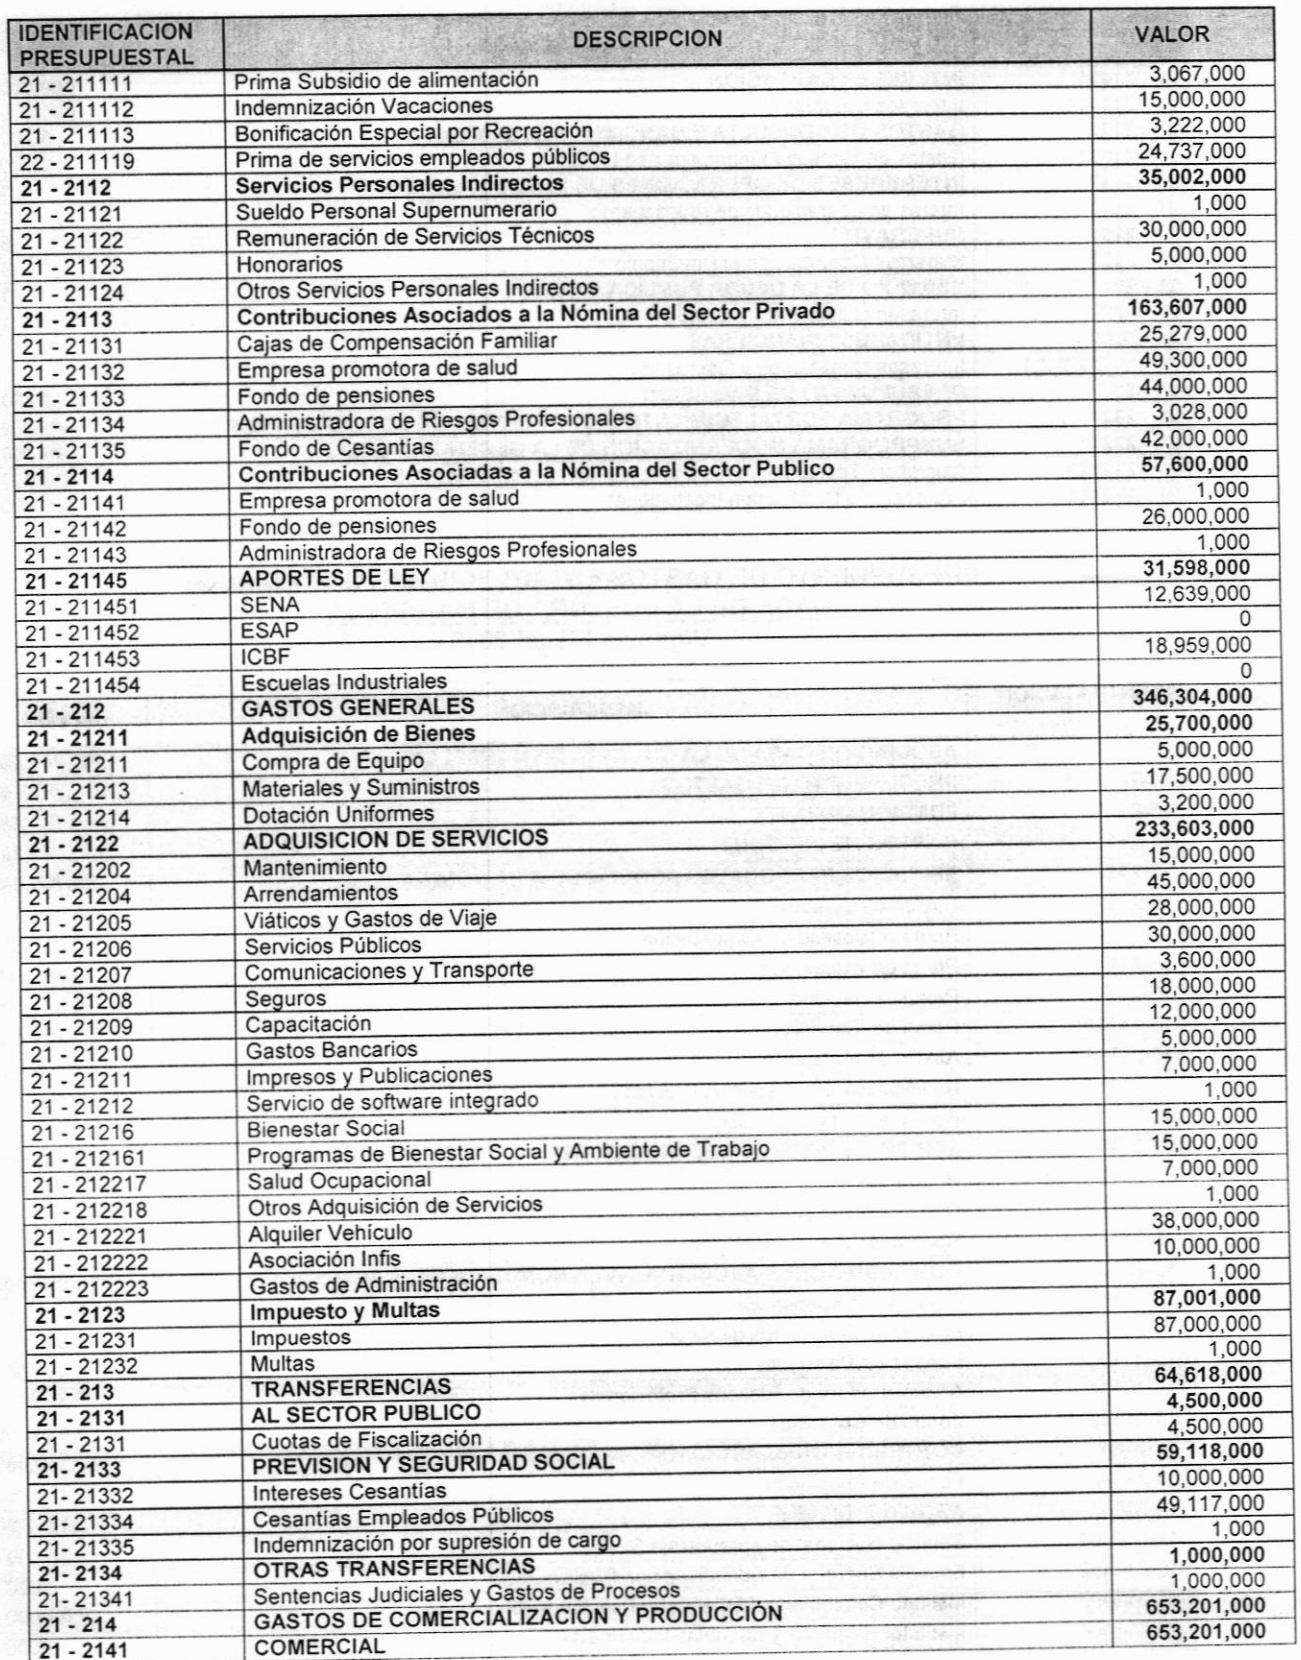 IDENTIFICACION PRESUPUESTAL DESCRIPCION VALOR
21 - 211111 Prima Subsidio de alimentación 3,067,000
21 - 211112 Indemnización Vacaciones 15,000,000
21 - 211113 Bonificación Especial por Recreación 3,222,000
22 - 211119 Prima de servicios empleados públicos 24,737,000
21 - 2112 Servicios Personales Indirectos 35,002,000
21 - 21121 Sueldo Personal Supernumerario 1,000
21 - 21122 Remuneración de Servicios Técnicos 30,000,000
21 - 21123 Honorarios 5,000,000
21 - 21124 Otros Servicios Personales Indirectos 1,000
21 - 2113 Contribuciones Asociados a la Nómina del Sector Privado 163,607,000
21 - 21131 Cajas de Compensación Familiar 25,279,000
21 - 21132 Empresa promotora de salud 49,300,000
21 - 21133 Fondo de pensiones 44,000,000
21 - 21134 Administradora de Riesgos Profesionales 3,028,000
21 - 21135 Fondo de Cesantías 42,000,000
21 - 2114 Contribuciones Asociadas a la Nómina del Sector Publico 57,600,000
21 - 21141 Empresa promotora de salud 1,000
21 - 21142 Fondo de pensiones 26,000,000
21 - 21143 Administradora de Riesgos Profesionales 1,000
21 - 21145 APORTES DE LEY 31,598,000
21 - 211451 SENA 12,639,000
21 - 211452 ESAP 0
21 - 211453 ICBF 18,959,000
21 - 211454 Escuelas Industriales 0
21 - 212 GASTOS GENERALES 346,304,000
21 - 21211 Adquisición de Bienes 25,700,000
21 - 21211 Compra de Equipo 5,000,000
21 - 21213 Materiales y Suministros 17,500,000
21 - 21214 Dotación Uniformes 3,200,000
21 - 2122 ADQUISICION DE SERVICIOS 233,603,000
21 - 21202 Mantenimiento 15,000,000
21 - 21204 Arrendamientos 45,000,000
21 - 21205 Viáticos y Gastos de Viaje 28,000,000
21 - 21206 Servicios Públicos 30,000,000
21 - 21207 Comunicaciones y Transporte 3,600,000
21 - 21208 Seguros 18,000,000
21 - 21209 Capacitación 12,000,000
21 - 21210 Gastos Bancarios 5,000,000
21 - 21211 Impresos y Publicaciones 7,000,000
21 - 21212 Servicio de software integrado 1,000
21 - 21216 Bienestar Social 15,000,000
21 - 212161 Programas de Bienestar Social y Ambiente de Trabajo 15,000,000
21 - 212217 Salud Ocupacional 7,000,000
21 - 212218 Otros Adquisición de Servicios 1,000
21 - 212221 Alquiler Vehículo 38,000,000
21 - 212222 Asociación Infis 10,000,000
21 - 212223 Gastos de Administración 1,000
21 - 2123 Impuesto y Multas 87,001,000
21 - 21231 Impuestos 87,000,000
21 - 21232 Multas 1,000
21 - 213 TRANSFERENCIAS 64,618,000
21 - 2131 AL SECTOR PUBLICO 4,500,000
21 - 2131 Cuotas de Fiscalización 4,500,000
21- 2133 PREVISION Y SEGURIDAD SOCIAL 59,118,000
21- 21332 Intereses Cesantías 10,000,000
21- 21334 Cesantías Empleados Públicos 49,117,000
21- 21335 Indemnización por supresión de cargo 1,000
21- 2134 OTRAS TRANSFERENCIAS 1,000,000
21- 21341 Sentencias Judiciales y Gastos de Procesos 1,000,000
21 - 214 GASTOS DE COMERCIALIZACION Y PRODUCCIÓN 653,201,000
21 - 2141 COMERCIAL 653,201,000